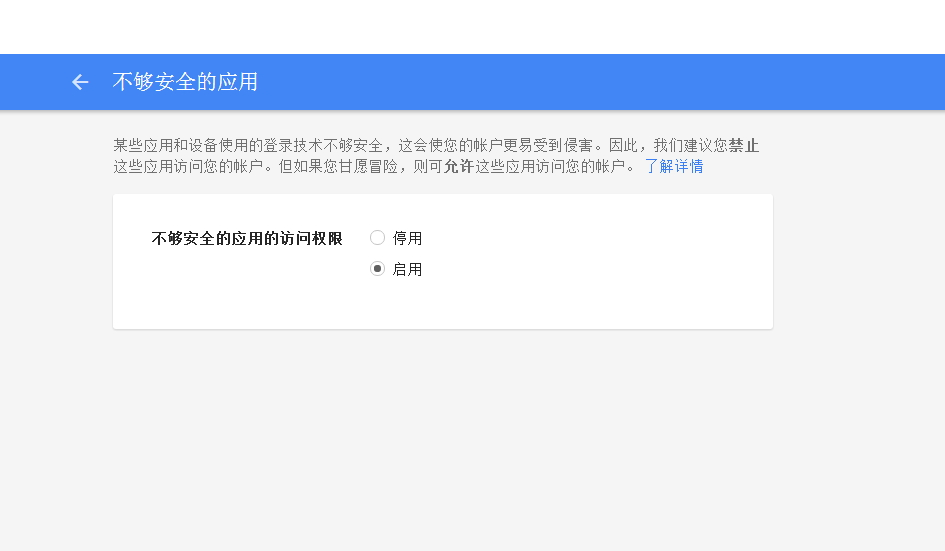 不够安全的应用
某些应用和设备使用的登录技术不够安全，这会使您的帐户更易受到侵害。因此，我们建议您禁止
这些应用访问您的帐户。但如果您甘愿冒险，则可允许这些应用访问您的帐户。 了解详情
不够安全的应用的访问权限
停用
启用